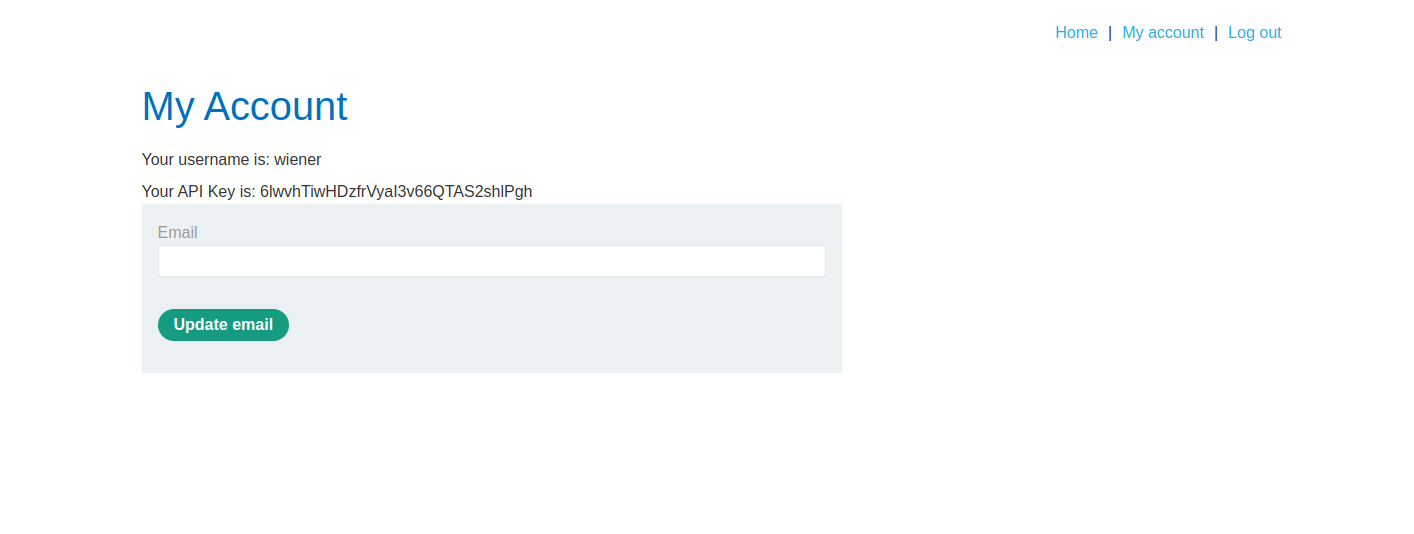 Home | My account | Log out
My Account
Your username is: wiener
Your API Key is: 6lwvhTiwHDzfrVyaI3v66QTAS2shlPgh
Email
Update email